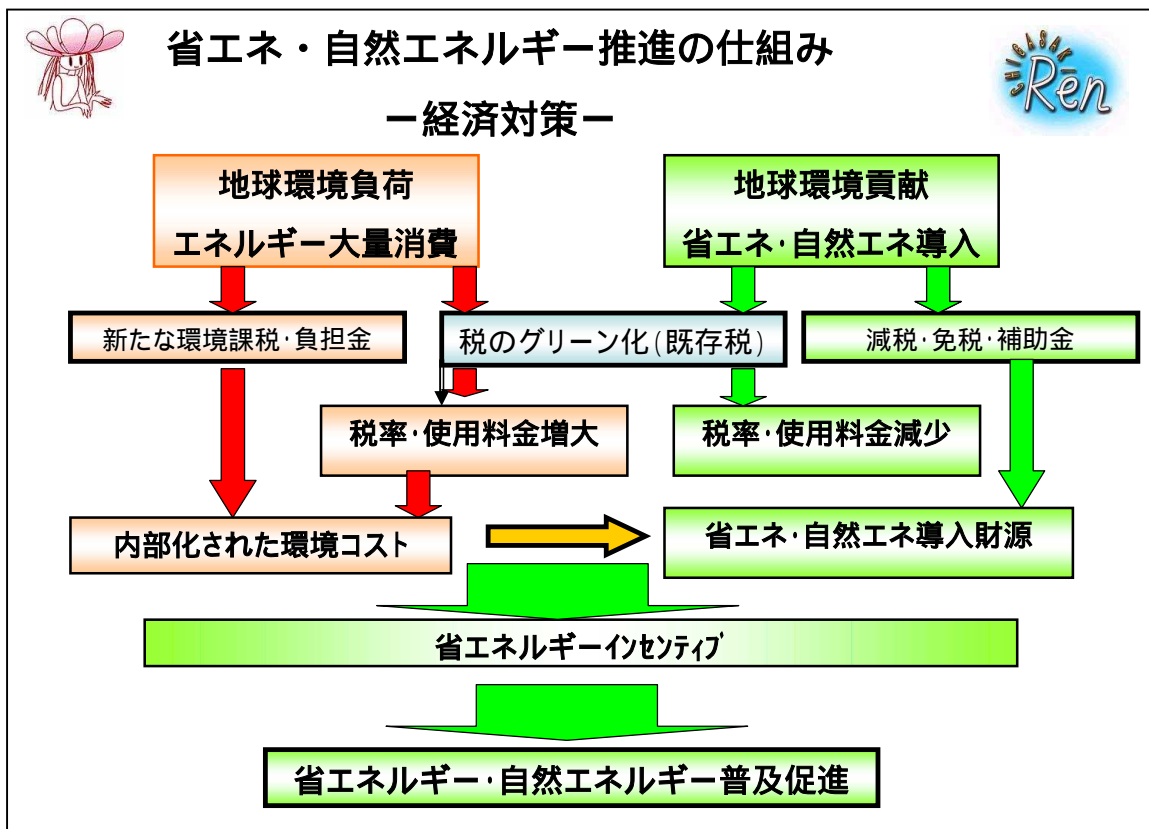 省エネ・自然エネルギー推進の仕組み
ー経済対策ー
CHIGASAKI
Rēn
地球環境負荷
エネルギー大量消費
地球環境貢献
省エネ・自然エネ導入
新たな環境課税・負担金
税のグリーン化(既存税)
減税・免税・補助金
税率・使用料金増大
税率・使用料金減少
内部化された環境コスト
省エネ・自然エネ導入財源
省エネルギーインセンティブ
省エネルギー・自然エネルギー普及促進